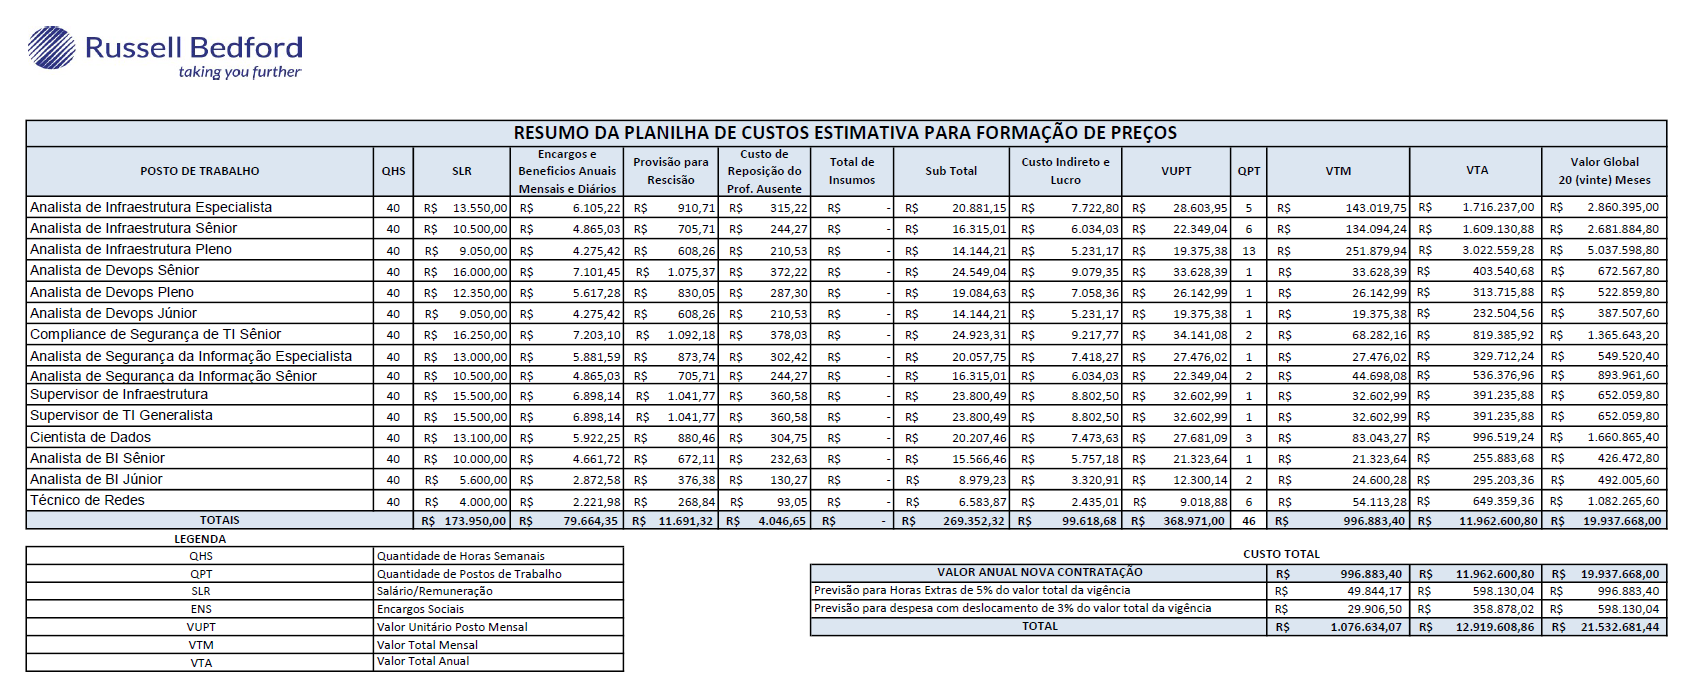 Russell Bedford
taking you further
RESUMO DA PLANILHA DE CUSTOS ESTIMATIVA PARA FORMAÇÃO DE PREÇOS
POSTO DE TRABALHO QHS SLR Encargos e Beneficios Anuais Mensais e Diários Provisão para Rescisão Custo de Reposição do Prof. Ausente Total de Insumos Sub Total Custo Indireto e Lucro VUPT QPT VTM VTA Valor Global 20 (vinte) Meses
Analista de Infraestrutura Especialista 40 R$ 13.550,00 R$ 6.105,22 R$ 910,71 R$ 315,22 R$ - R$ 20.881,15 R$ 7.722,80 R$ 28.603,95 5 R$ 143.019,75 R$ 1.716.237,00 R$ 2.860.395,00
Analista de Infraestrutura Sênior 40 R$ 10.500,00 R$ 4.865,03 R$ 705,71 R$ 244,27 R$ - R$ 16.315,01 R$ 6.034,03 R$ 22.349,04 6 R$ 134.094,24 R$ 1.609.130,88 R$ 2.681.884,80
Analista de Infraestrutura Pleno 40 R$ 9.050,00 R$ 4.275,42 R$ 608,26 R$ 210,53 R$ - R$ 14.144,21 R$ 5.231,17 R$ 19.375,38 13 R$ 251.879,94 R$ 3.022.559,28 R$ 5.037.598,80
Analista de Devops Sênior 40 R$ 16.000,00 R$ 7.101,45 R$ 1.075,37 R$ 372,22 R$ - R$ 24.549,04 R$ 9.079,35 R$ 33.628,39 1 R$ 33.628,39 R$ 403.540,68 R$ 672.567,80
Analista de Devops Pleno 40 R$ 12.350,00 R$ 5.617,28 R$ 830,05 R$ 287,30 R$ - R$ 19.084,63 R$ 7.058,36 R$ 26.142,99 1 R$ 26.142,99 R$ 313.715,88 R$ 522.859,80
Analista de Devops Júnior 40 R$ 9.050,00 R$ 4.275,42 R$ 608,26 R$ 210,53 R$ - R$ 14.144,21 R$ 5.231,17 R$ 19.375,38 1 R$ 19.375,38 R$ 232.504,56 R$ 387.507,60
Compliance de Segurança de TI Sênior 40 R$ 16.250,00 R$ 7.203,10 R$ 1.092,18 R$ 378,03 R$ - R$ 24.923,31 R$ 9.217,77 R$ 34.141,08 2 R$ 68.282,16 R$ 819.385,92 R$ 1.365.643,20
Analista de Segurança da Informação Especialista 40 R$ 13.000,00 R$ 5.881,59 R$ 873,74 R$ 302,42 R$ - R$ 20.057,75 R$ 7.418,27 R$ 27.476,02 1 R$ 27.476,02 R$ 329.712,24 R$ 549.520,40
Analista de Segurança da Informação Sênior 40 R$ 10.500,00 R$ 4.865,03 R$ 705,71 R$ 244,27 R$ - R$ 16.315,01 R$ 6.034,03 R$ 22.349,04 2 R$ 44.698,08 R$ 536.376,96 R$ 893.961,60
Supervisor de Infraestrutura 40 R$ 15.500,00 R$ 6.898,14 R$ 1.041,77 R$ 360,58 R$ - R$ 23.800,49 R$ 8.802,50 R$ 32.602,99 1 R$ 32.602,99 R$ 391.235,88 R$ 652.059,80
Supervisor de TI Generalista 40 R$ 15.500,00 R$ 6.898,14 R$ 1.041,77 R$ 360,58 R$ - R$ 23.800,49 R$ 8.802,50 R$ 32.602,99 1 R$ 32.602,99 R$ 391.235,88 R$ 652.059,80
Cientista de Dados 40 R$ 13.100,00 R$ 5.922,25 R$ 880,46 R$ 304,75 R$ - R$ 20.207,46 R$ 7.473,63 R$ 27.681,09 3 R$ 83.043,27 R$ 996.519,24 R$ 1.660.865,40
Analista de BI Sênior 40 R$ 10.000,00 R$ 4.661,72 R$ 672,11 R$ 232,63 R$ - R$ 15.566,46 R$ 5.757,18 R$ 21.323,64 1 R$ 21.323,64 R$ 255.883,68 R$ 426.472,80
Analista de BI Júnior 40 R$ 5.600,00 R$ 2.872,58 R$ 376,38 R$ 130,27 R$ - R$ 8.979,23 R$ 3.320,91 R$ 12.300,14 2 R$ 24.600,28 R$ 295.203,36 R$ 492.005,60
Técnico de Redes 40 R$ 4.000,00 R$ 2.221,98 R$ 268,84 R$ 93,05 R$ - R$ 6.583,87 R$ 2.435,01 R$ 9.018,88 6 R$ 54.113,28 R$ 649.359,36 R$ 1.082.265,60
TOTAIS R$ 173.950,00 R$ 79.664,35 R$ 11.691,32 R$ 4.046,65 R$ - R$ 269.352,32 R$ 99.618,68 R$ 368.971,00 46 R$ 996.883,40 R$ 11.962.600,80 R$ 19.937.668,00
LEGENDA
QHS Quantidade de Horas Semanais
QPT Quantidade de Postos de Trabalho
SLR Salário/Remuneração
ENS Encargos Sociais
VUPT Valor Unitário Posto Mensal
VTM Valor Total Mensal
VTA Valor Total Anual
CUSTO TOTAL
VALOR ANUAL NOVA CONTRATAÇÃO R$ 996.883,40 R$ 11.962.600,80 R$ 19.937.668,00
Previsão para Horas Extras de 5% do valor total da vigência R$ 49.844,17 R$ 598.130,04 R$ 996.883,40
Previsão para despesa com deslocamento de 3% do valor total da vigência R$ 29.906,50 R$ 358.878,02 R$ 598.130,04
TOTAL R$ 1.076.634,07 R$ 12.919.608,86 R$ 21.532.681,44